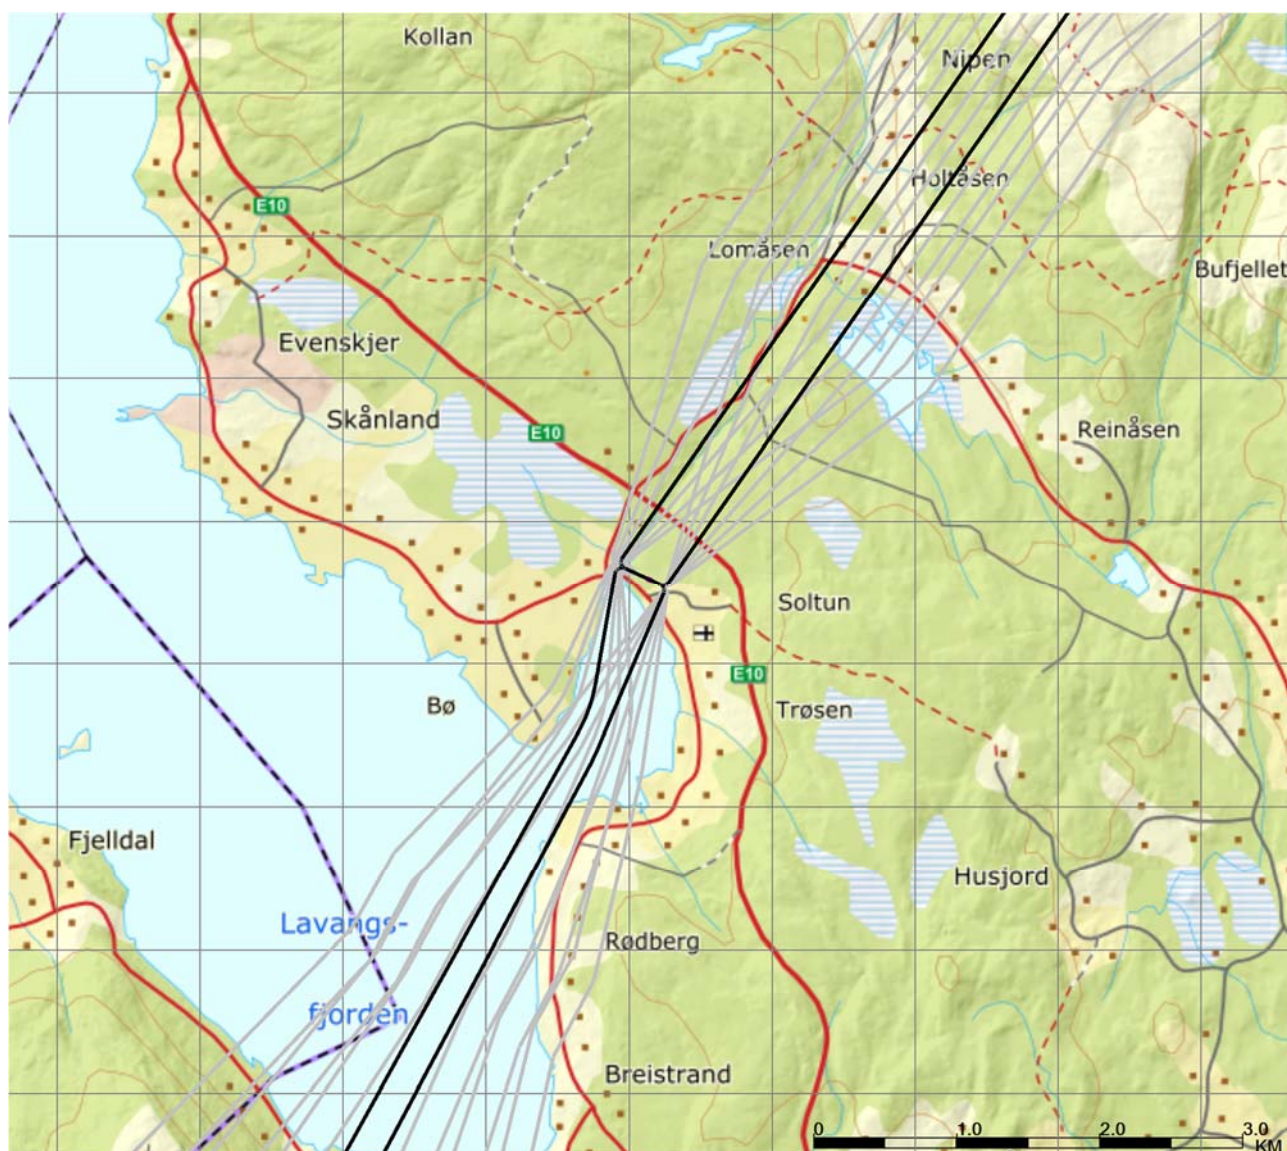 Kollan
Nipen
Holtåsen
E10
Lomåsen
Bufjellet
Evenskjer
Skånland
E10
Reinåsen
Soltun
E10
Bø
Trøsen
Fjelldal
Husjord
Lavangs-
fjorden
Rødberg
Breistrand
0 1.0 2.0 3.0
KM